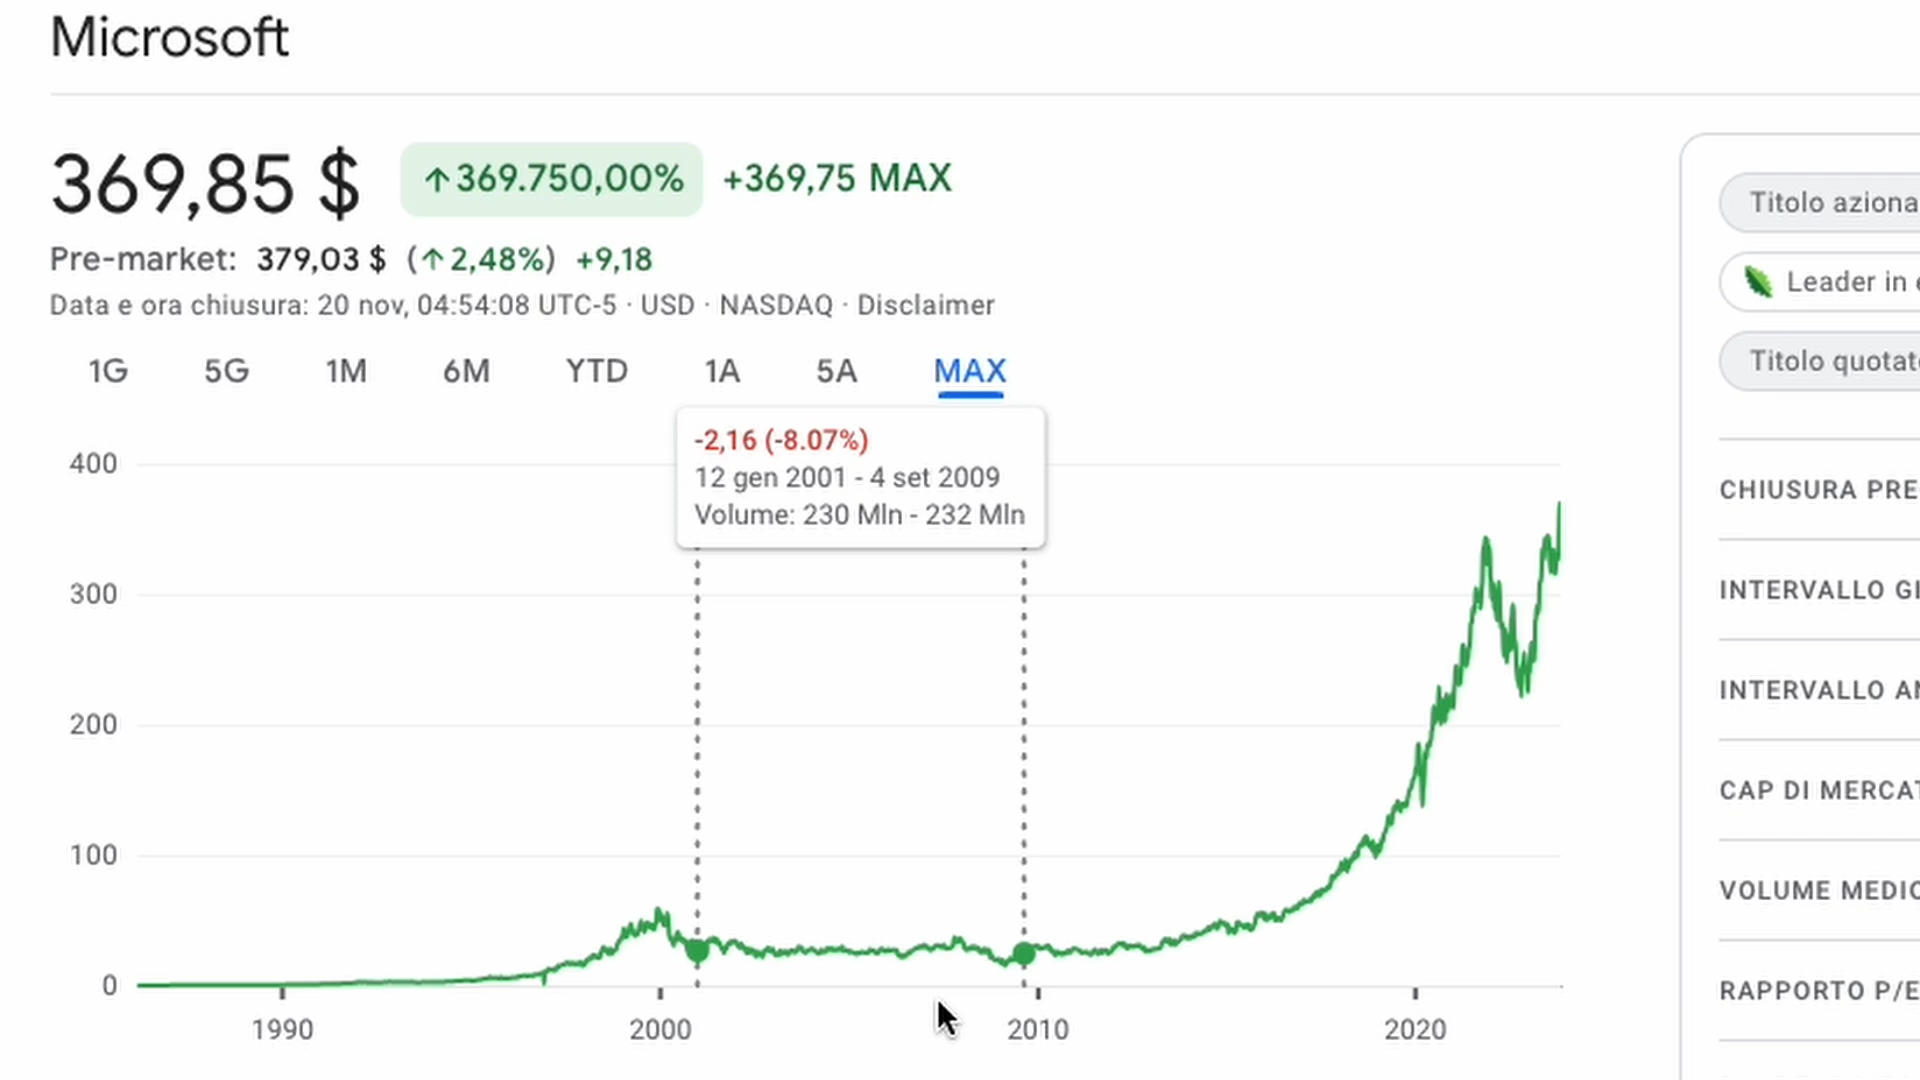 Microsoft
369,85 $ ↑369.750,00% +369,75 MAX
Pre-market: 379,03 $ (↑2,48%) +9,18
Data e ora chiusura: 20 nov, 04:54:08 UTC-5 · USD · NASDAQ · Disclaimer
1G 5G 1M 6M YTD 1A 5A MAX
-2,16 (-8.07%)
12 gen 2001 - 4 set 2009
Volume: 230 Mln - 232 Mln
400
300
200
100
0
1990 2000 2010 2020
Titolo aziona
Leader in e
Titolo quotato
CHIUSURA PRE
INTERVALLO GI
INTERVALLO AN
CAP DI MERCAT
VOLUME MEDIO
RAPPORTO P/E